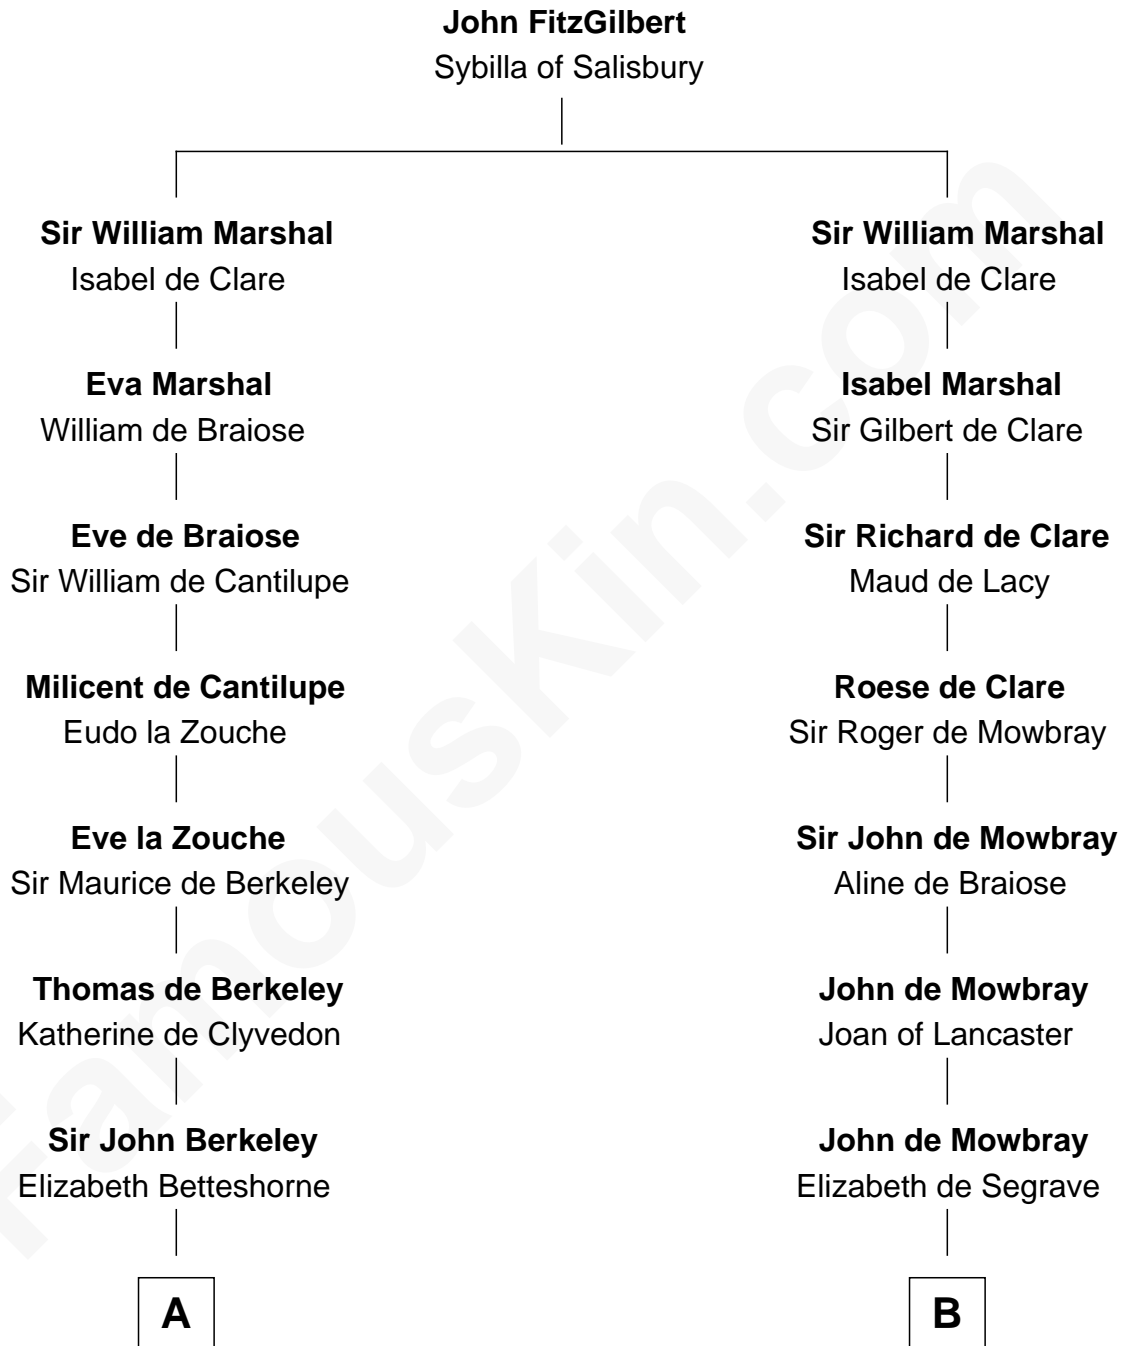 John FitzGilbert
Sybilla of Salisbury
Sir William Marshal
Isabel de Clare
Eva Marshal
William de Braiose
Eve de Braiose
Sir William de Cantilupe
Milicent de Cantilupe
Eudo la Zouche
Eve la Zouche
Sir Maurice de Berkeley
Thomas de Berkeley
Katherine de Clyvedon
Sir John Berkeley
Elizabeth Betteshorne
A
Sir William Marshal
Isabel de Clare
Isabel Marshal
Sir Gilbert de Clare
Sir Richard de Clare
Maud de Lacy
Roese de Clare
Sir Roger de Mowbray
Sir John de Mowbray
Aline de Braiose
John de Mowbray
Joan of Lancaster
John de Mowbray
Elizabeth de Segrave
B
FamousKin.com